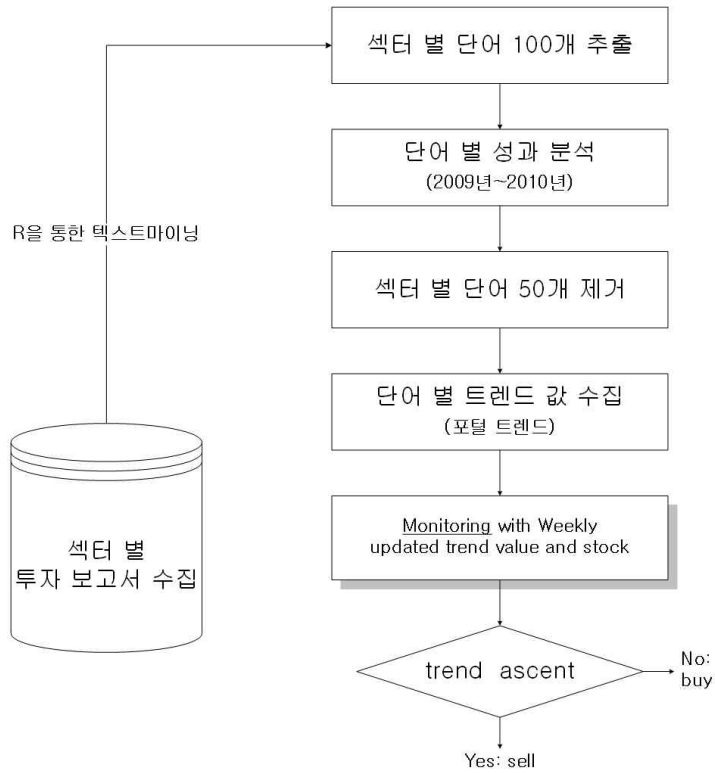 섹터 별 단어 100개 추출
단어 별 성과 분석
(2009년~2010년)
R을 통한 텍스트마이닝
섹터 별 단어 50개 제거
단어 별 트렌드 값 수집
(포털 트렌드)
섹터 별
투자 보고서 수집
Monitoring with Weekly
updated trend value and stock
trend ascent
No:
buy
Yes: sell